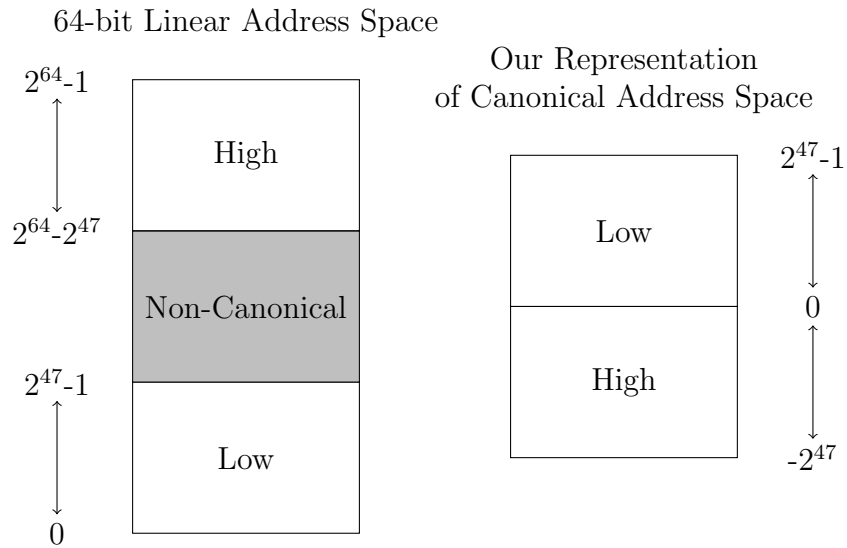 64-bit Linear Address Space
2^64-1
High
2^64-2^47
Non-Canonical
2^47-1
Low
0
Our Representation
of Canonical Address Space
2^47-1
Low
0
High
-2^47